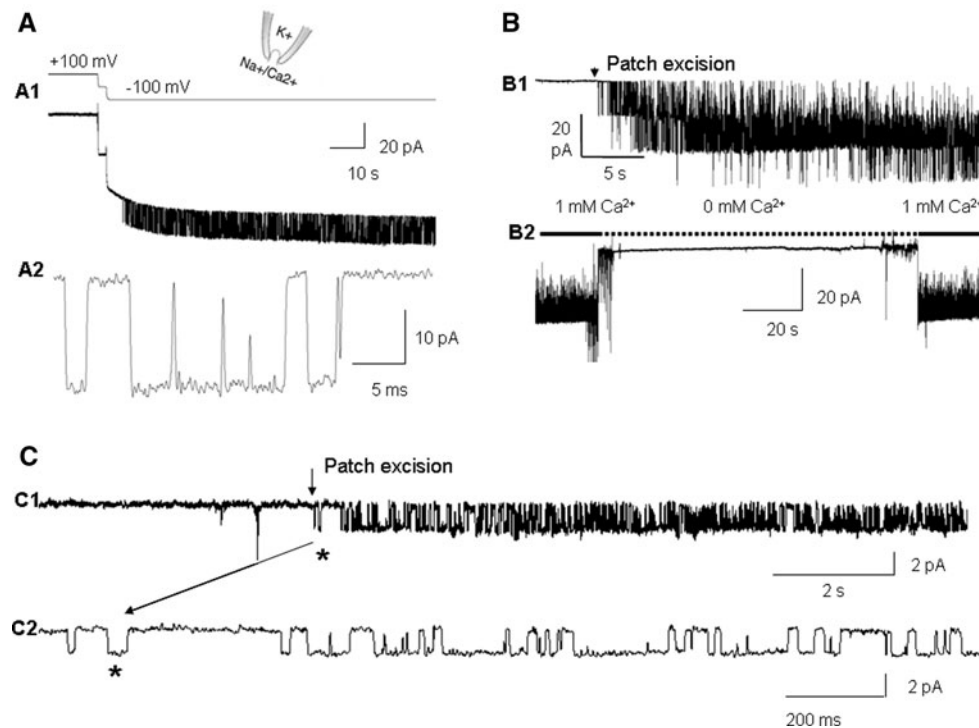 A
K+
Na+/Ca2+
+100 mV
-100 mV
A1
20 pA
10 s
A2
10 pA
5 ms
B
Patch excision
B1
20
pA
5 s
1 mM Ca²⁺
0 mM Ca²⁺
1 mM Ca²⁺
B2
20 pA
20 s
C
Patch excision
C1
*
2 pA
2 s
C2
*
2 pA
200 ms